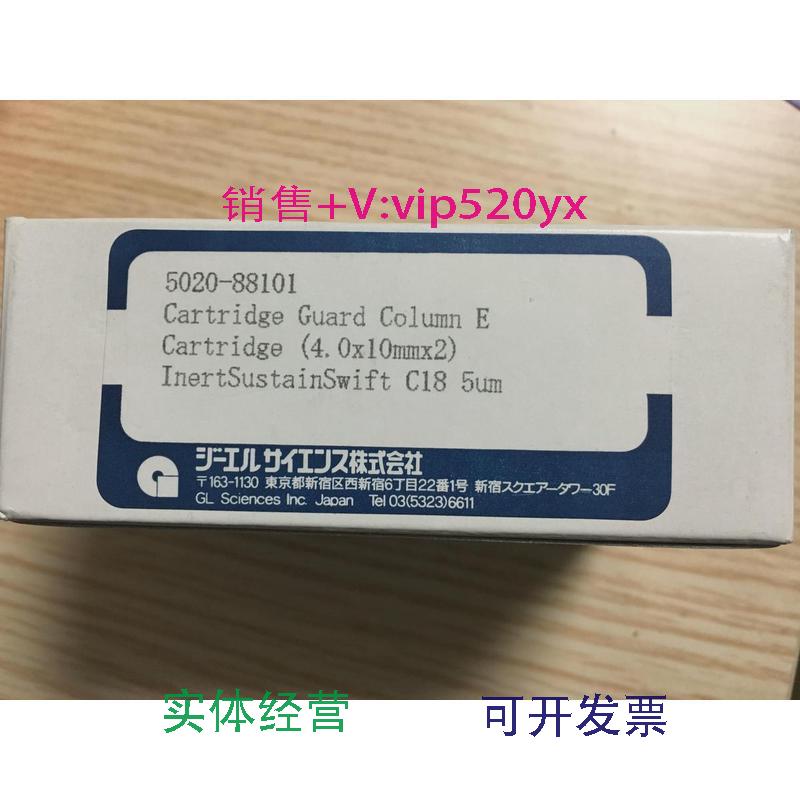 销售+V:vip520yx
5020-88101
Cartridge Guard Column E
Cartridge (4.0x10mmx2)
InertSustainSwift C18 5um
ジーエル サイエンス株式会社
〒163-1130 東京都新宿区西新宿6丁目22番1号 新宿スクエアータワー30F
GL Sciences Inc. Japan Tel 03(5323)6611
实体经营
可开发票